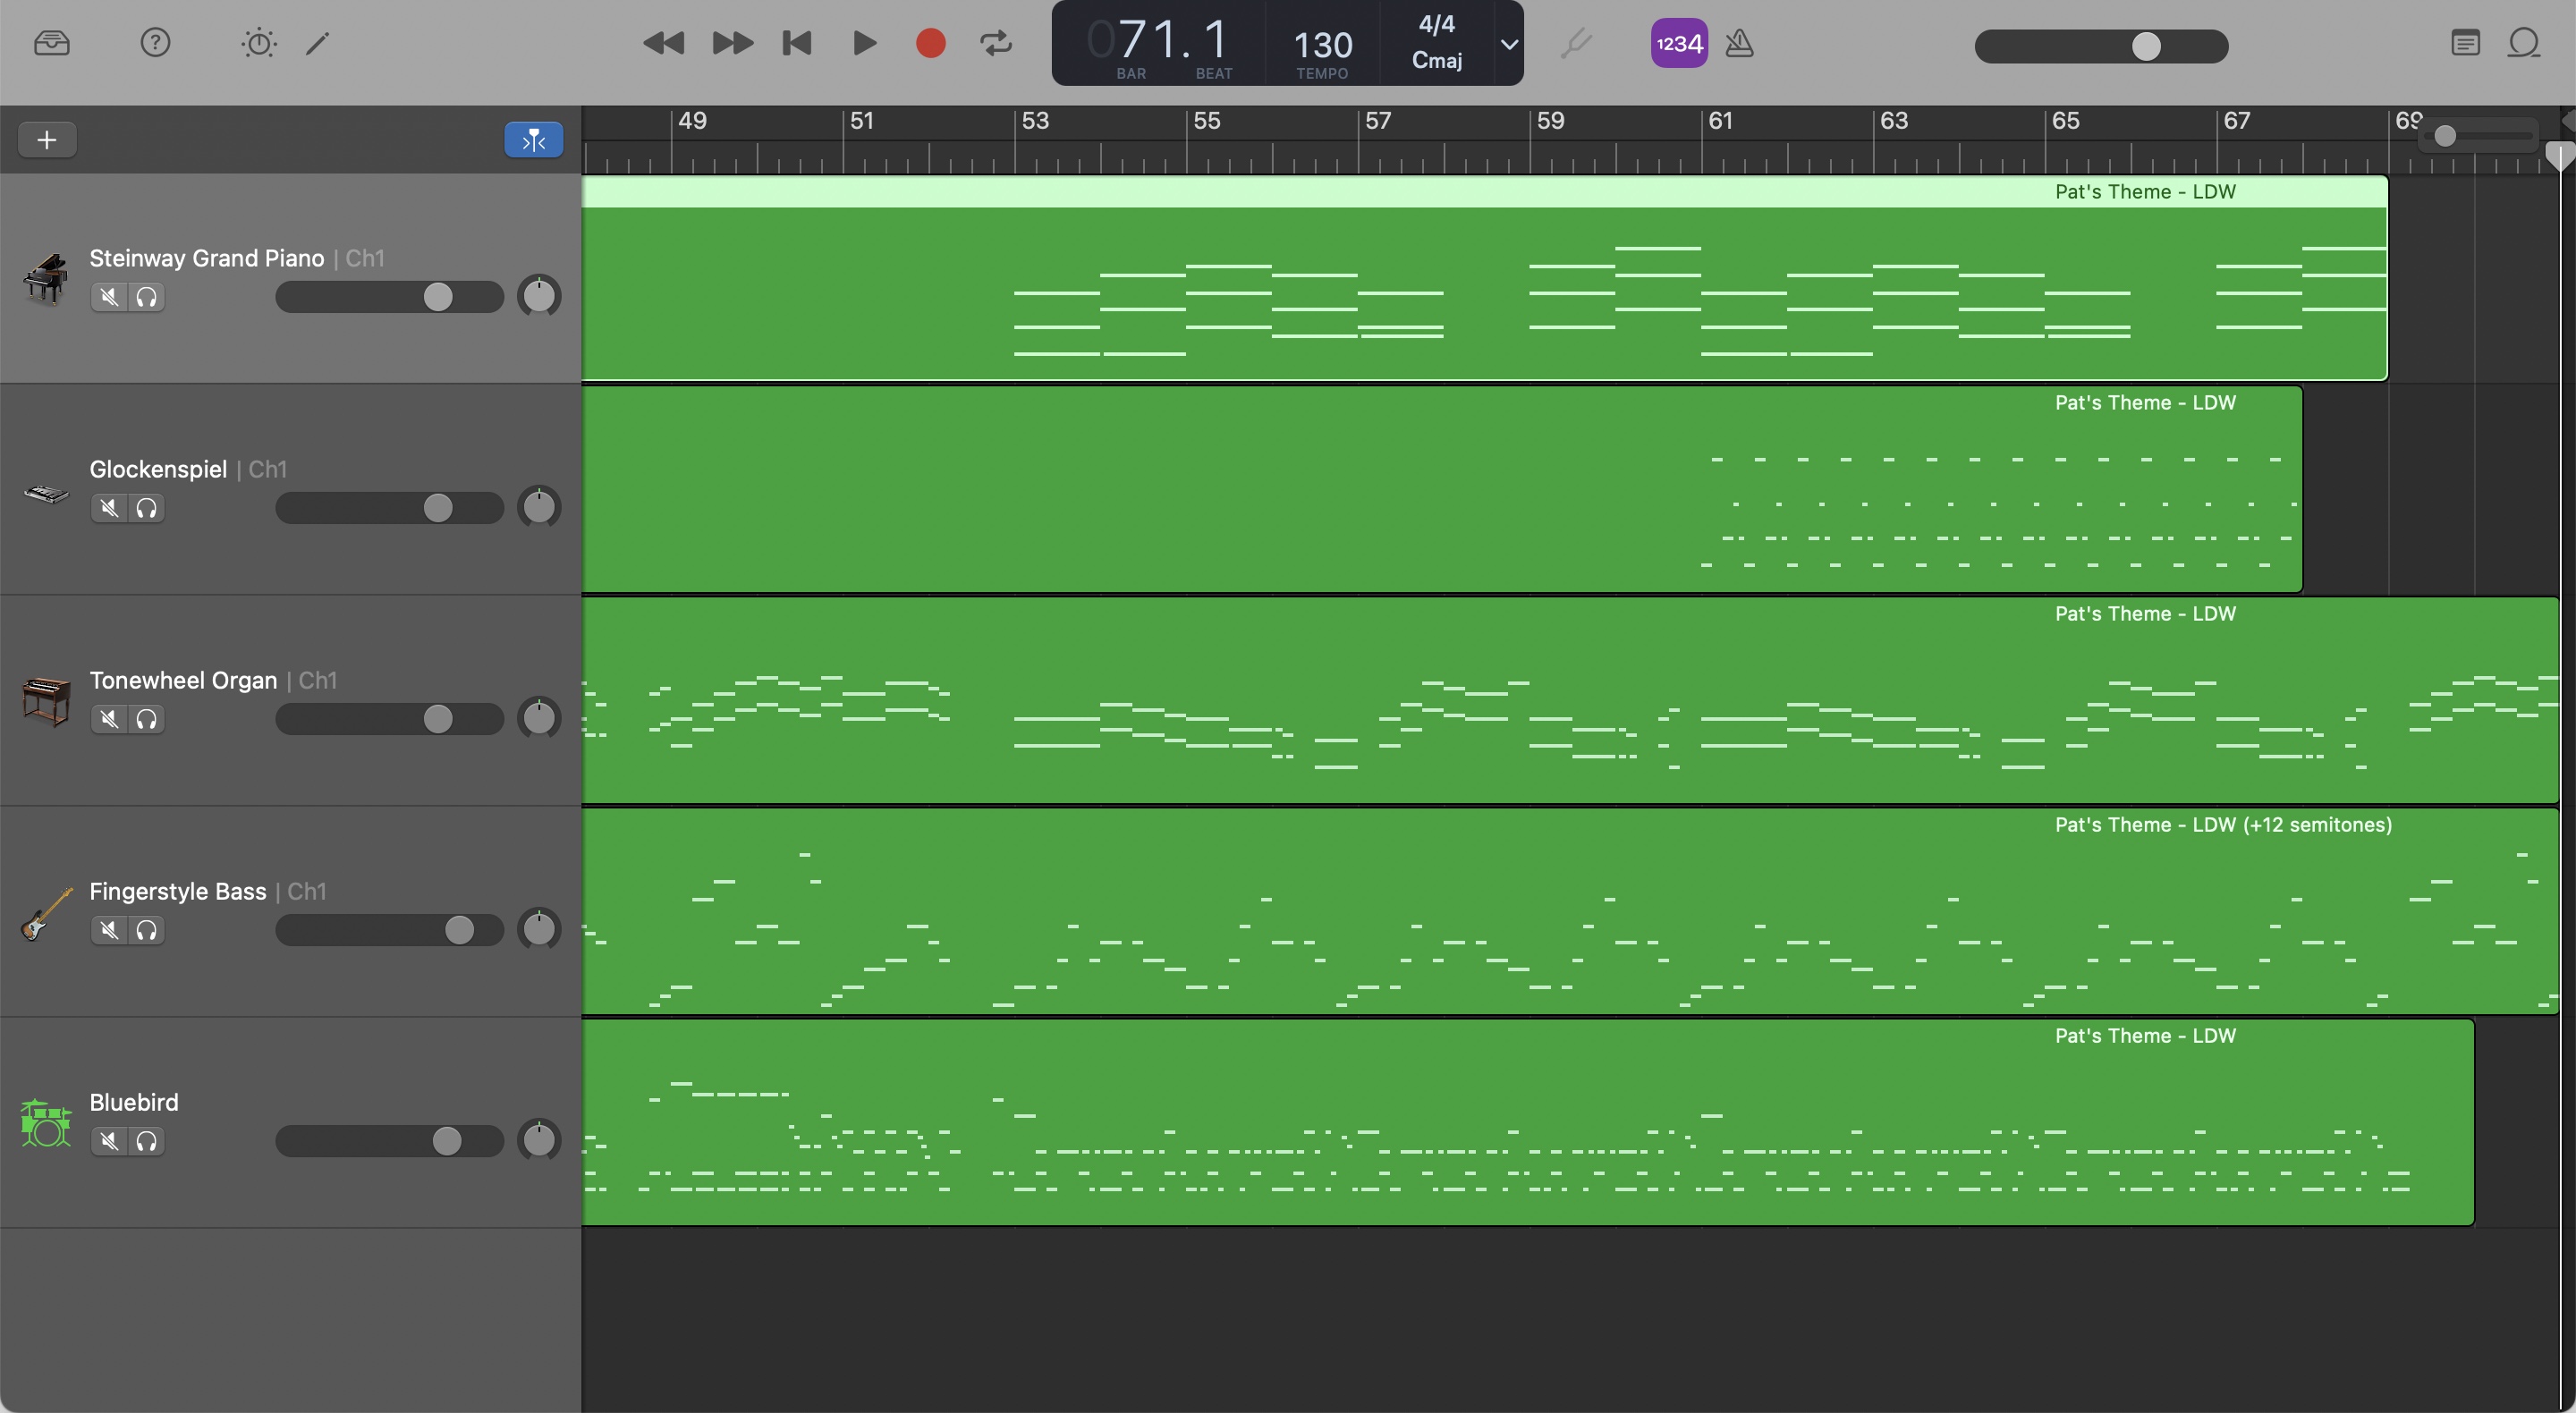 071.1
BAR BEAT
130
TEMPO
4/4
Cmaj
1234
49 51 53 55 57 59 61 63 65 67 69
Pat's Theme - LDW
Steinway Grand Piano | Ch1
Pat's Theme - LDW
Glockenspiel | Ch1
Pat's Theme - LDW
Tonewheel Organ | Ch1
Pat's Theme - LDW (+12 semitones)
Fingerstyle Bass | Ch1
Pat's Theme - LDW
Bluebird